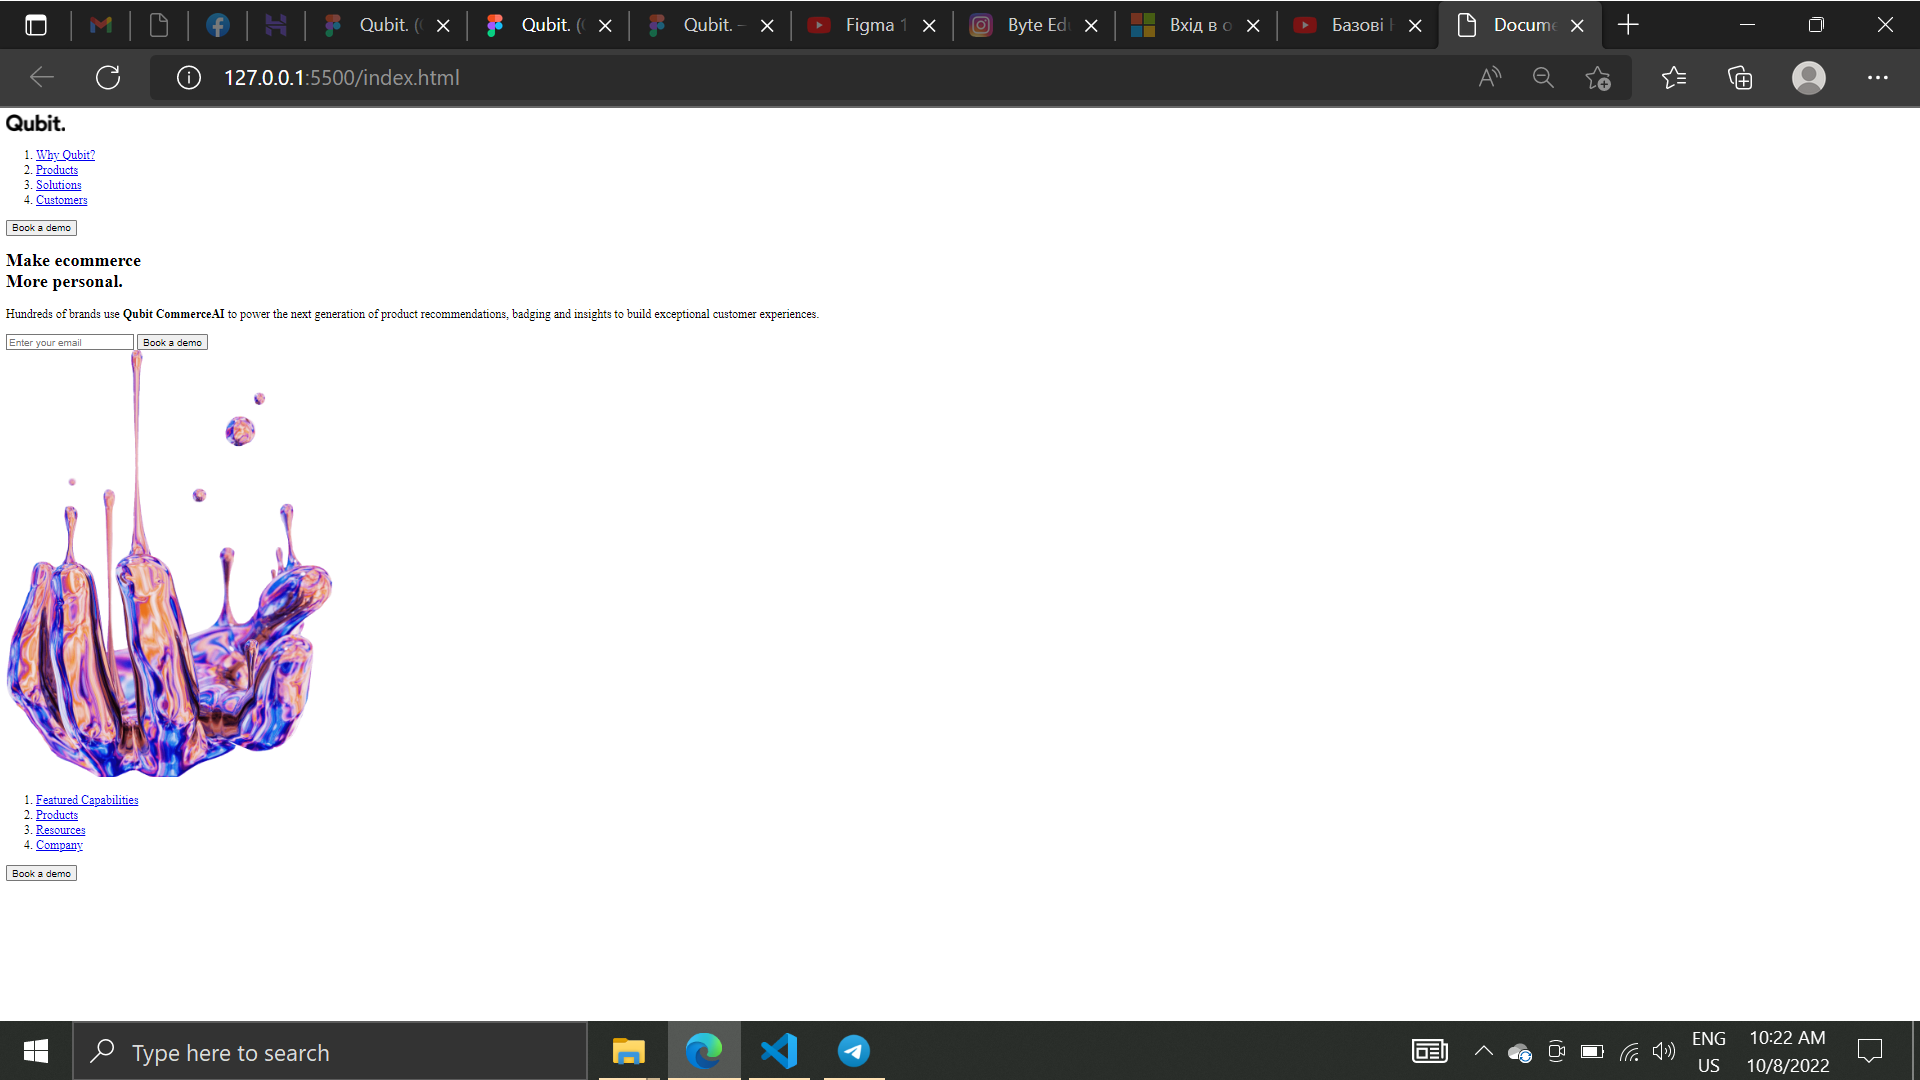 Qubit. (
Qubit. (
Qubit. –
Figma 1
Byte Ed
Вхід в о
Базові
Docume
127.0.0.1:5500/index.html
Qubit.
1. Why Qubit?
2. Products
3. Solutions
4. Customers
Book a demo
Make ecommerce
More personal.
Hundreds of brands use Qubit CommerceAI to power the next generation of product recommendations, badging and insights to build exceptional customer experiences.
Enter your email Book a demo
1. Featured Capabilities
2. Products
3. Resources
4. Company
Book a demo
Type here to search
ENG
US
10:22 AM
10/8/2022